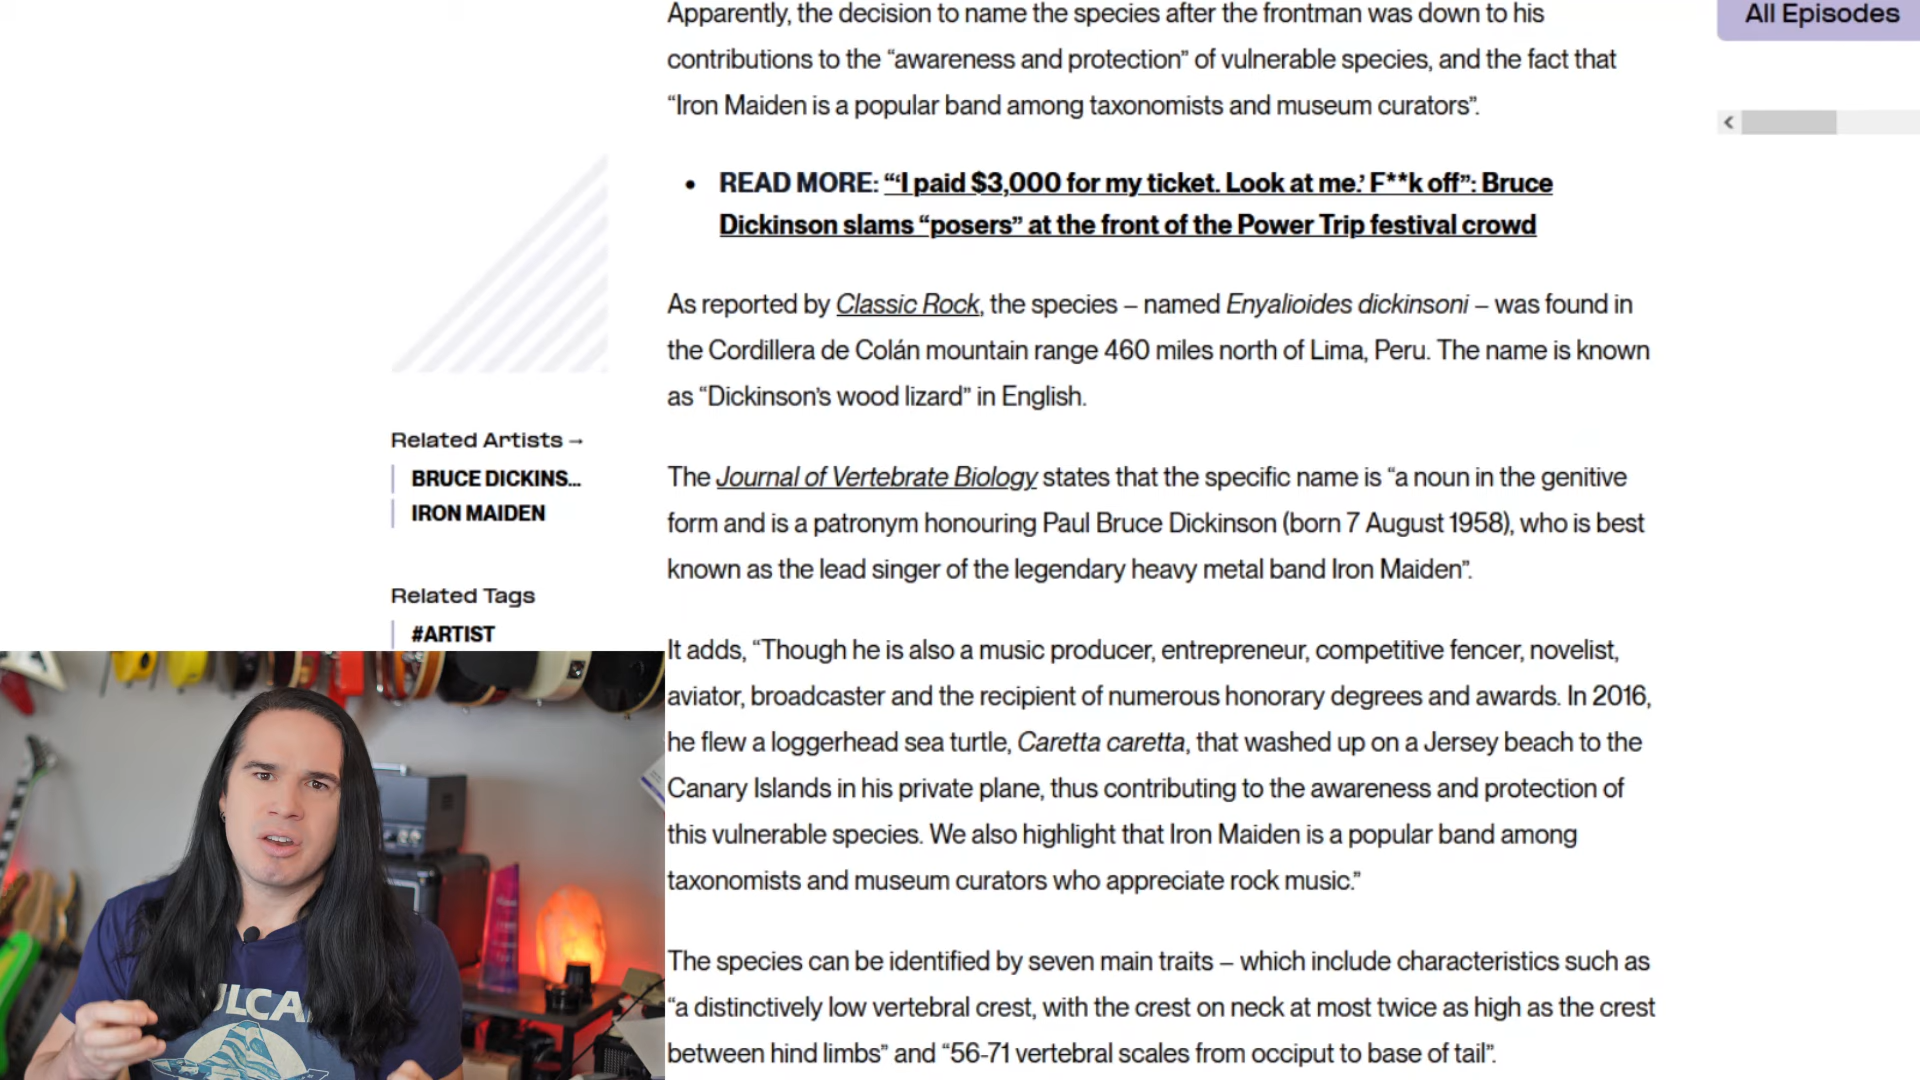 Apparently, the decision to name the species after the frontman was down to his
contributions to the “awareness and protection” of vulnerable species, and the fact that
“Iron Maiden is a popular band among taxonomists and museum curators”.
All Episodes
• READ MORE: “‘I paid $3,000 for my ticket. Look at me.’ F**k off”: Bruce
Dickinson slams “posers” at the front of the Power Trip festival crowd
As reported by Classic Rock, the species – named Enyalioides dickinsoni – was found in
the Cordillera de Colán mountain range 460 miles north of Lima, Peru. The name is known
as “Dickinson’s wood lizard” in English.
Related Artists →
BRUCE DICKINS...
IRON MAIDEN
Related Tags
#ARTIST
The Journal of Vertebrate Biology states that the specific name is “a noun in the genitive
form and is a patronym honouring Paul Bruce Dickinson (born 7 August 1958), who is best
known as the lead singer of the legendary heavy metal band Iron Maiden”.
It adds, “Though he is also a music producer, entrepreneur, competitive fencer, novelist,
aviator, broadcaster and the recipient of numerous honorary degrees and awards. In 2016,
he flew a loggerhead sea turtle, Caretta caretta, that washed up on a Jersey beach to the
Canary Islands in his private plane, thus contributing to the awareness and protection of
this vulnerable species. We also highlight that Iron Maiden is a popular band among
taxonomists and museum curators who appreciate rock music.”
The species can be identified by seven main traits – which include characteristics such as
“a distinctively low vertebral crest, with the crest on neck at most twice as high as the crest
between hind limbs” and “56-71 vertebral scales from occiput to base of tail”.
ULCA